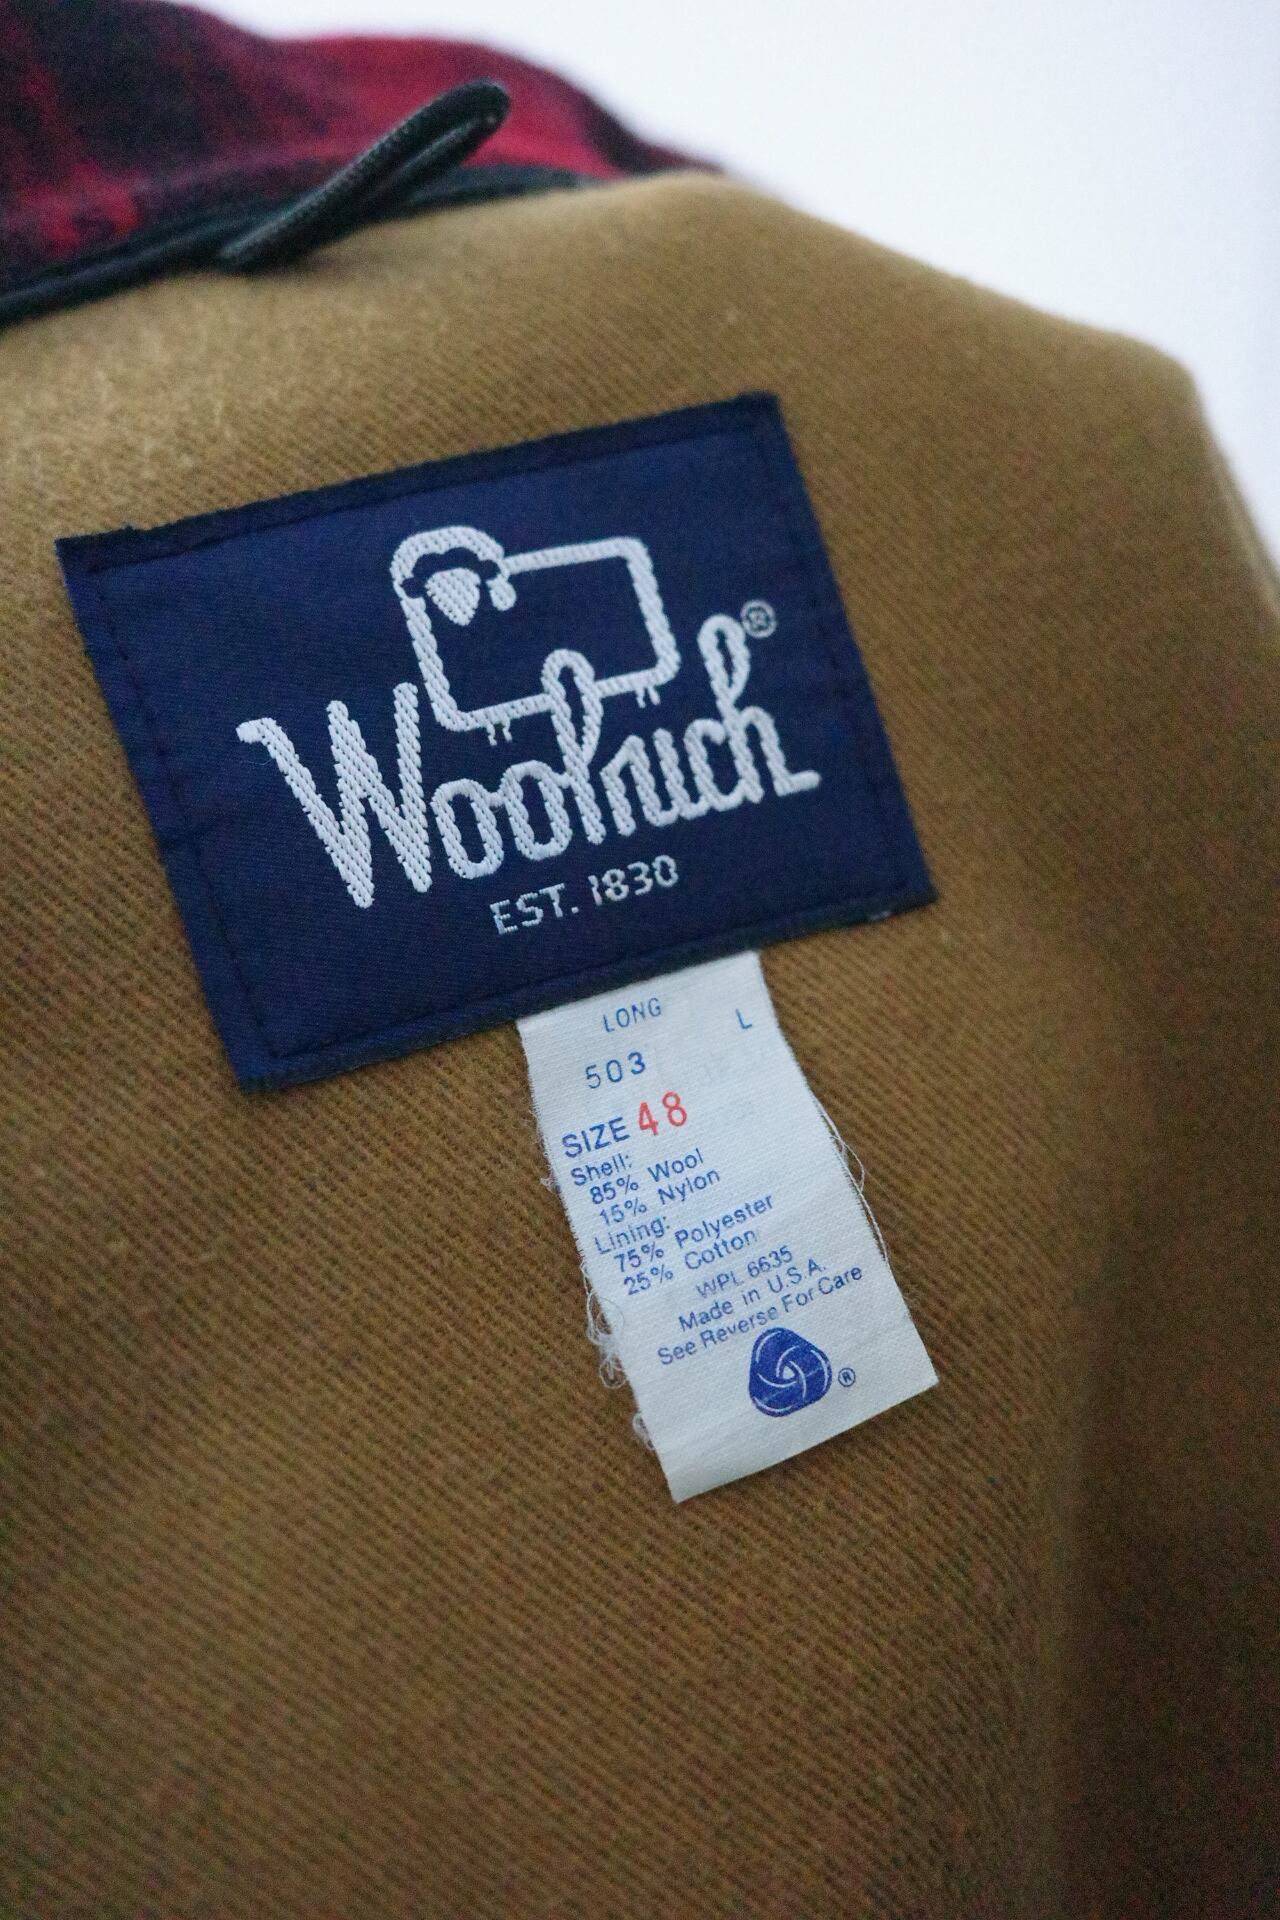 Woolrich®
EST. 1830
LONG L
503
SIZE 48
Shell:
85% Wool
15% Nylon
Lining:
75% Polyester
25% Cotton
WPL 6635
Made in U.S.A.
See Reverse For Care
®